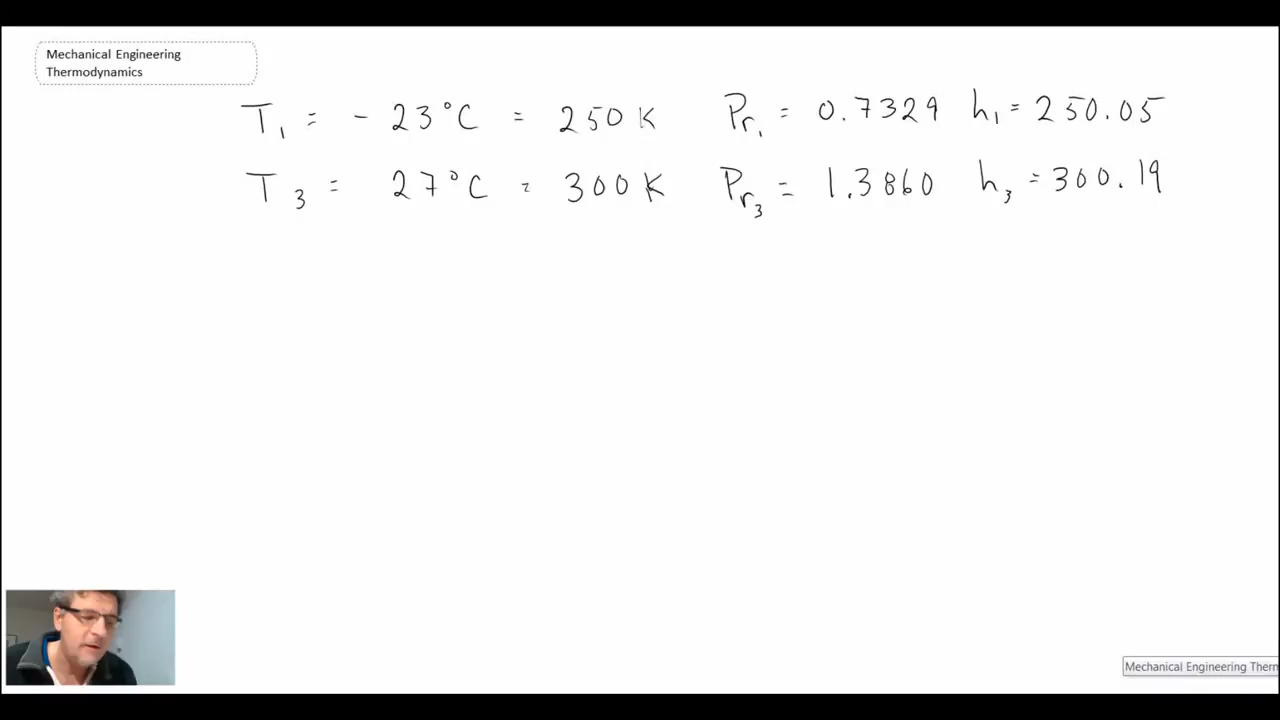 Mechanical Engineering
Thermodynamics
T₁ = -23°C = 250 K Pr₁ = 0.7329 h₁ = 250.05
T₃ = 27°C = 300 K Pr₃ = 1.3860 h₃ = 300.19
Mechanical Engineering Therm